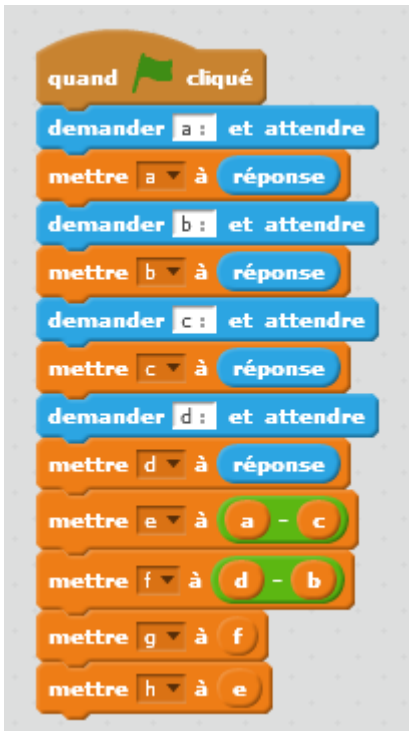 quand cliqué
demander a : et attendre
mettre a à réponse
demander b : et attendre
mettre b à réponse
demander c : et attendre
mettre c à réponse
demander d : et attendre
mettre d à réponse
mettre e à a - c
mettre f à d - b
mettre g à f
mettre h à e